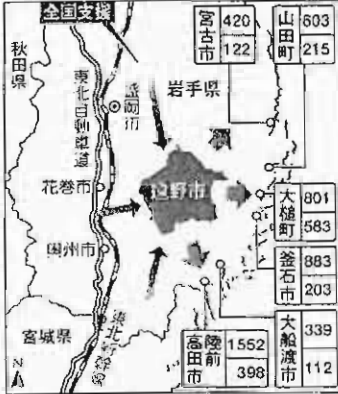 全国支援
宮古市
420
122
山田町
603
215
秋田県
岩手県
盛岡市
東北自動車道
花巻市
遠野市
大槌町
801
583
奥州市
釜石市
883
203
宮城県
東北新幹線
陸前高田市
1552
398
大船渡市
339
112
N